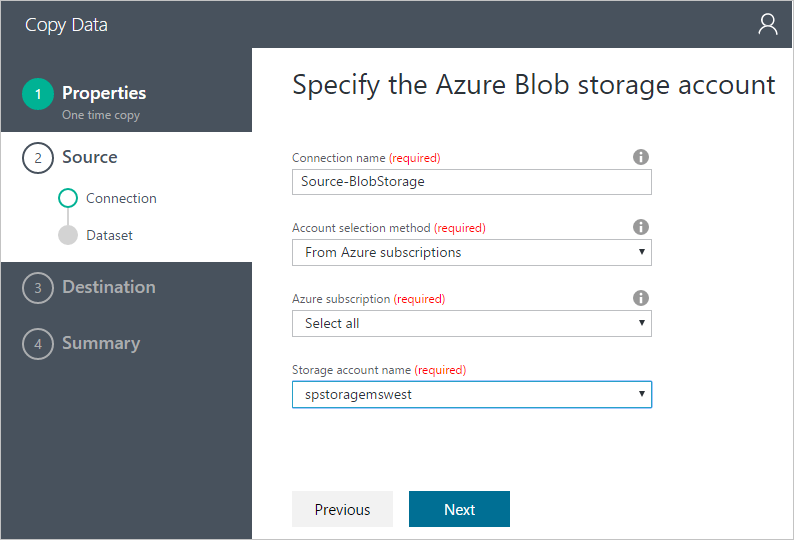 Copy Data
1 Properties
One time copy
2 Source
Connection
Dataset
3 Destination
4 Summary
Specify the Azure Blob storage account
Connection name (required)
Source-BlobStorage
Account selection method (required)
From Azure subscriptions
Azure subscription (required)
Select all
Storage account name (required)
spstoragemswest
Previous Next